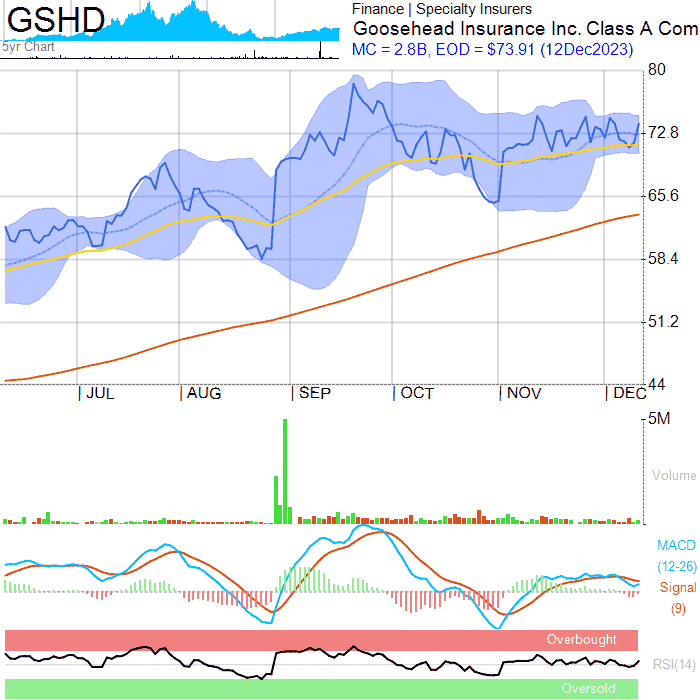 GSHD
5yr Chart
Finance | Specialty Insurers
Goosehead Insurance Inc. Class A Com
MC = 2.8B, EOD = $73.91 (12Dec2023)
80
72.8
65.6
58.4
51.2
44
JUL AUG SEP OCT NOV DEC
5M
Volume
MACD
(12-26)
Signal
(9)
Overbought
RSI(14)
Oversold